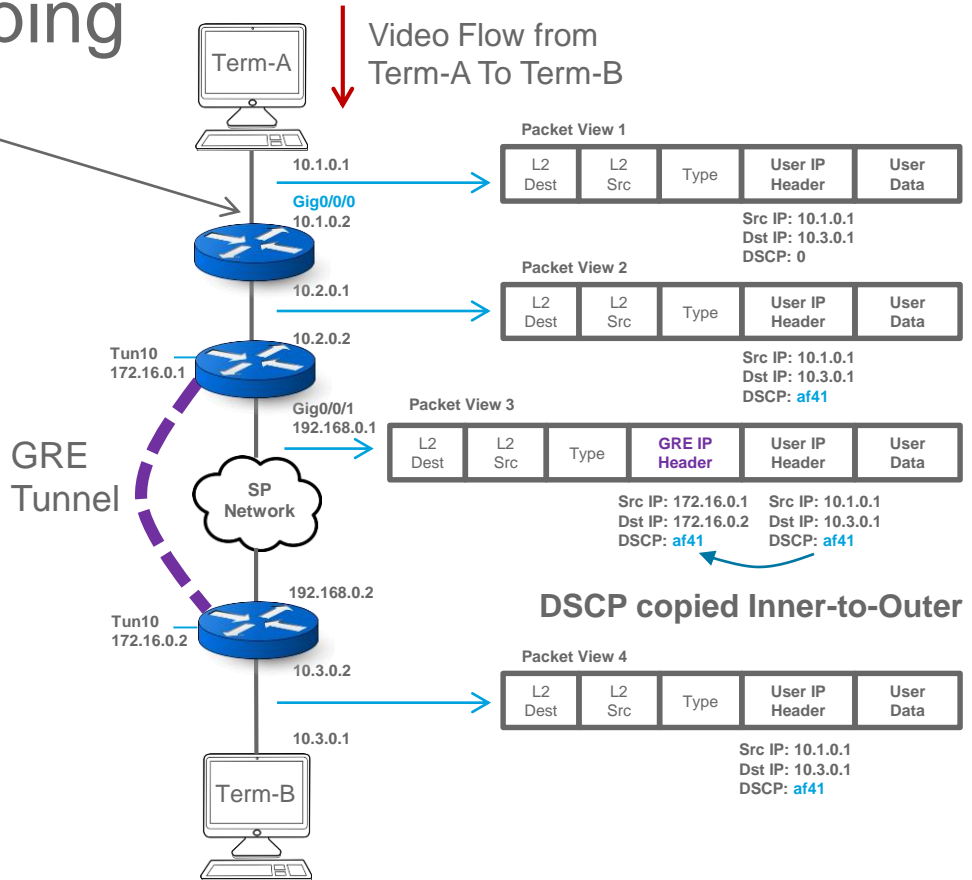 Video Flow from
Term-A To Term-B
Term-A
Packet View 1
L2
Dest
L2
Src
Type
User IP
Header
User
Data
10.1.0.1
Gig0/0/0
10.1.0.2
Src IP: 10.1.0.1
Dst IP: 10.3.0.1
DSCP: 0
Packet View 2
L2
Dest
L2
Src
Type
User IP
Header
User
Data
10.2.0.1
10.2.0.2
Src IP: 10.1.0.1
Dst IP: 10.3.0.1
DSCP: af41
Tun10
172.16.0.1
Gig0/0/1
192.168.0.1
Packet View 3
L2
Dest
L2
Src
Type
GRE IP
Header
User IP
Header
User
Data
GRE
Tunnel
SP
Network
Src IP: 172.16.0.1
Dst IP: 172.16.0.2
DSCP: af41
Src IP: 10.1.0.1
Dst IP: 10.3.0.1
DSCP: af41
192.168.0.2
DSCP copied Inner-to-Outer
Tun10
172.16.0.2
Packet View 4
10.3.0.2
L2
Dest
L2
Src
Type
User IP
Header
User
Data
10.3.0.1
Src IP: 10.1.0.1
Dst IP: 10.3.0.1
DSCP: af41
Term-B